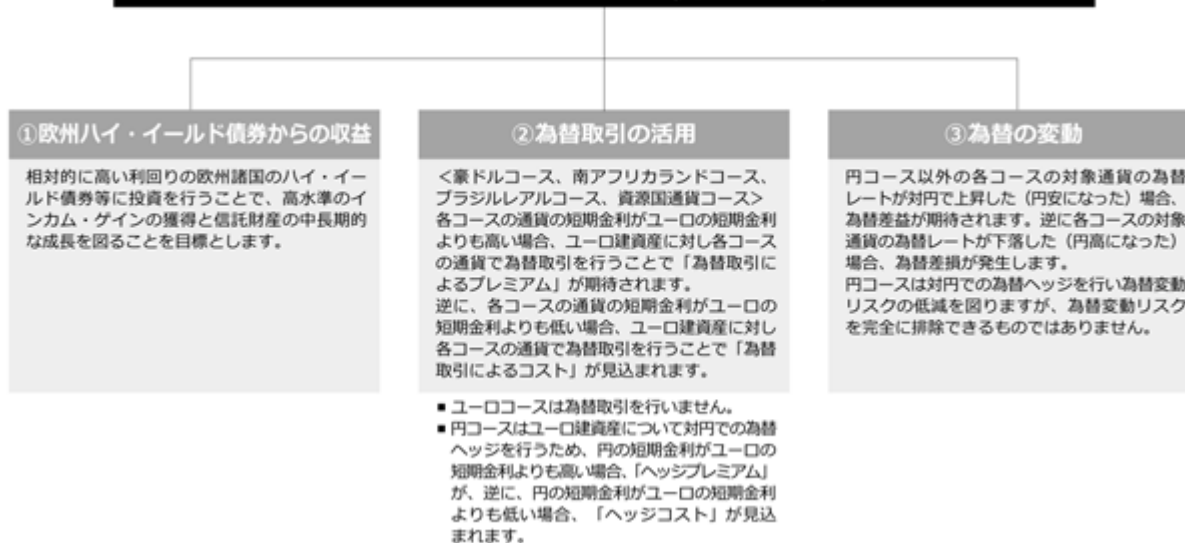 ①欧州ハイ・イールド債券からの収益
相対的に高い利回りの欧州諸国のハイ・イー
ルド債券等に投資を行うことで、高水準のイ
ンカム・ゲインの獲得と信託財産の中長期的
な成長を図ることを目標とします。
②為替取引の活用
＜豪ドルコース、南アフリカランドコース、
ブラジルレアルコース、資源国通貨コース＞
各コースの通貨の短期金利がユーロの短期金利
よりも高い場合、ユーロ建資産に対し各コース
の通貨で為替取引を行うことで「為替取引に
よるプレミアム」が期待されます。
逆に、各コースの通貨の短期金利がユーロの
短期金利よりも低い場合、ユーロ建資産に対し
各コースの通貨で為替取引を行うことで「為替
取引によるコスト」が見込まれます。
■ ユーロコースは為替取引を行いません。
■ 円コースはユーロ建資産について対円での為替
ヘッジを行うため、円の短期金利がユーロの
短期金利よりも高い場合、「ヘッジプレミアム」
が、逆に、円の短期金利がユーロの短期金利
よりも低い場合、「ヘッジコスト」が見込
まれます。
③為替の変動
円コース以外の各コースの対象通貨の為替
レートが対円で上昇した（円安になった）場合、
為替差益が期待されます。逆に各コースの対象
通貨の為替レートが下落した（円高になった）
場合、為替差損が発生します。
円コースは対円での為替ヘッジを行い為替変動
リスクの低減を図りますが、為替変動リスク
を完全に排除できるものではありません。